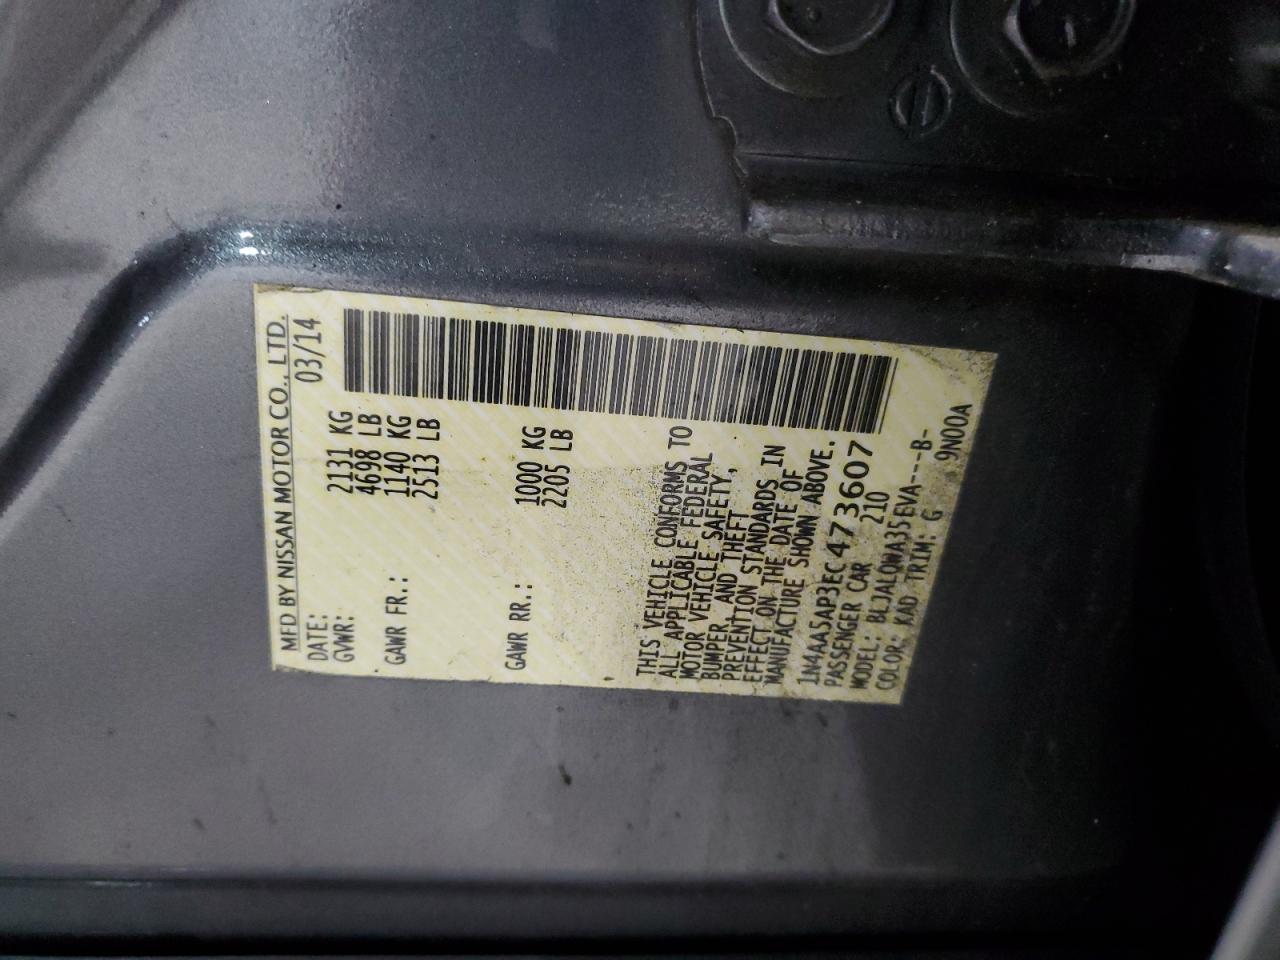 MFD BY NISSAN MOTOR CO., LTD.
DATE: 03/14
GVWR: 2131 KG
4698 LB
GAWR FR.: 1140 KG
2513 LB
GAWR RR.: 1000 KG
2205 LB
THIS VEHICLE CONFORMS TO
ALL APPLICABLE FEDERAL
MOTOR VEHICLE SAFETY,
BUMPER, AND THEFT
PREVENTION STANDARDS IN
EFFECT ON THE DATE OF
MANUFACTURE SHOWN ABOVE.
1N4AA5AP3EC473607
PASSENGER CAR 210
MODEL: BLJALQWA35EVA---B-
COLOR: KAD TRIM: G 9N00A